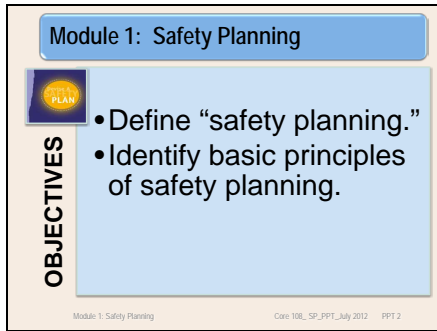 Module 1:  Safety Planning
PLAN
OBJECTIVES
•Define “safety planning.”
•Identify basic principles
of safety planning.
Module 1: Safety Planning
Core 108_ SP_PPT_July 2012    PPT 2